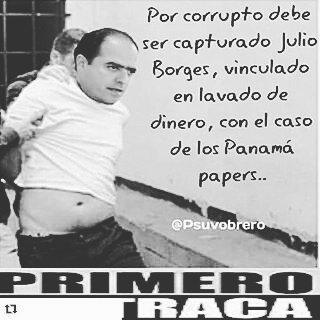 Por corrupto debe
ser capturado Julio
Borges, vinculado
en lavado de
dinero, con el caso
de los Panamá
papers..
@Psuvobrero
PRIMERO
TRACA